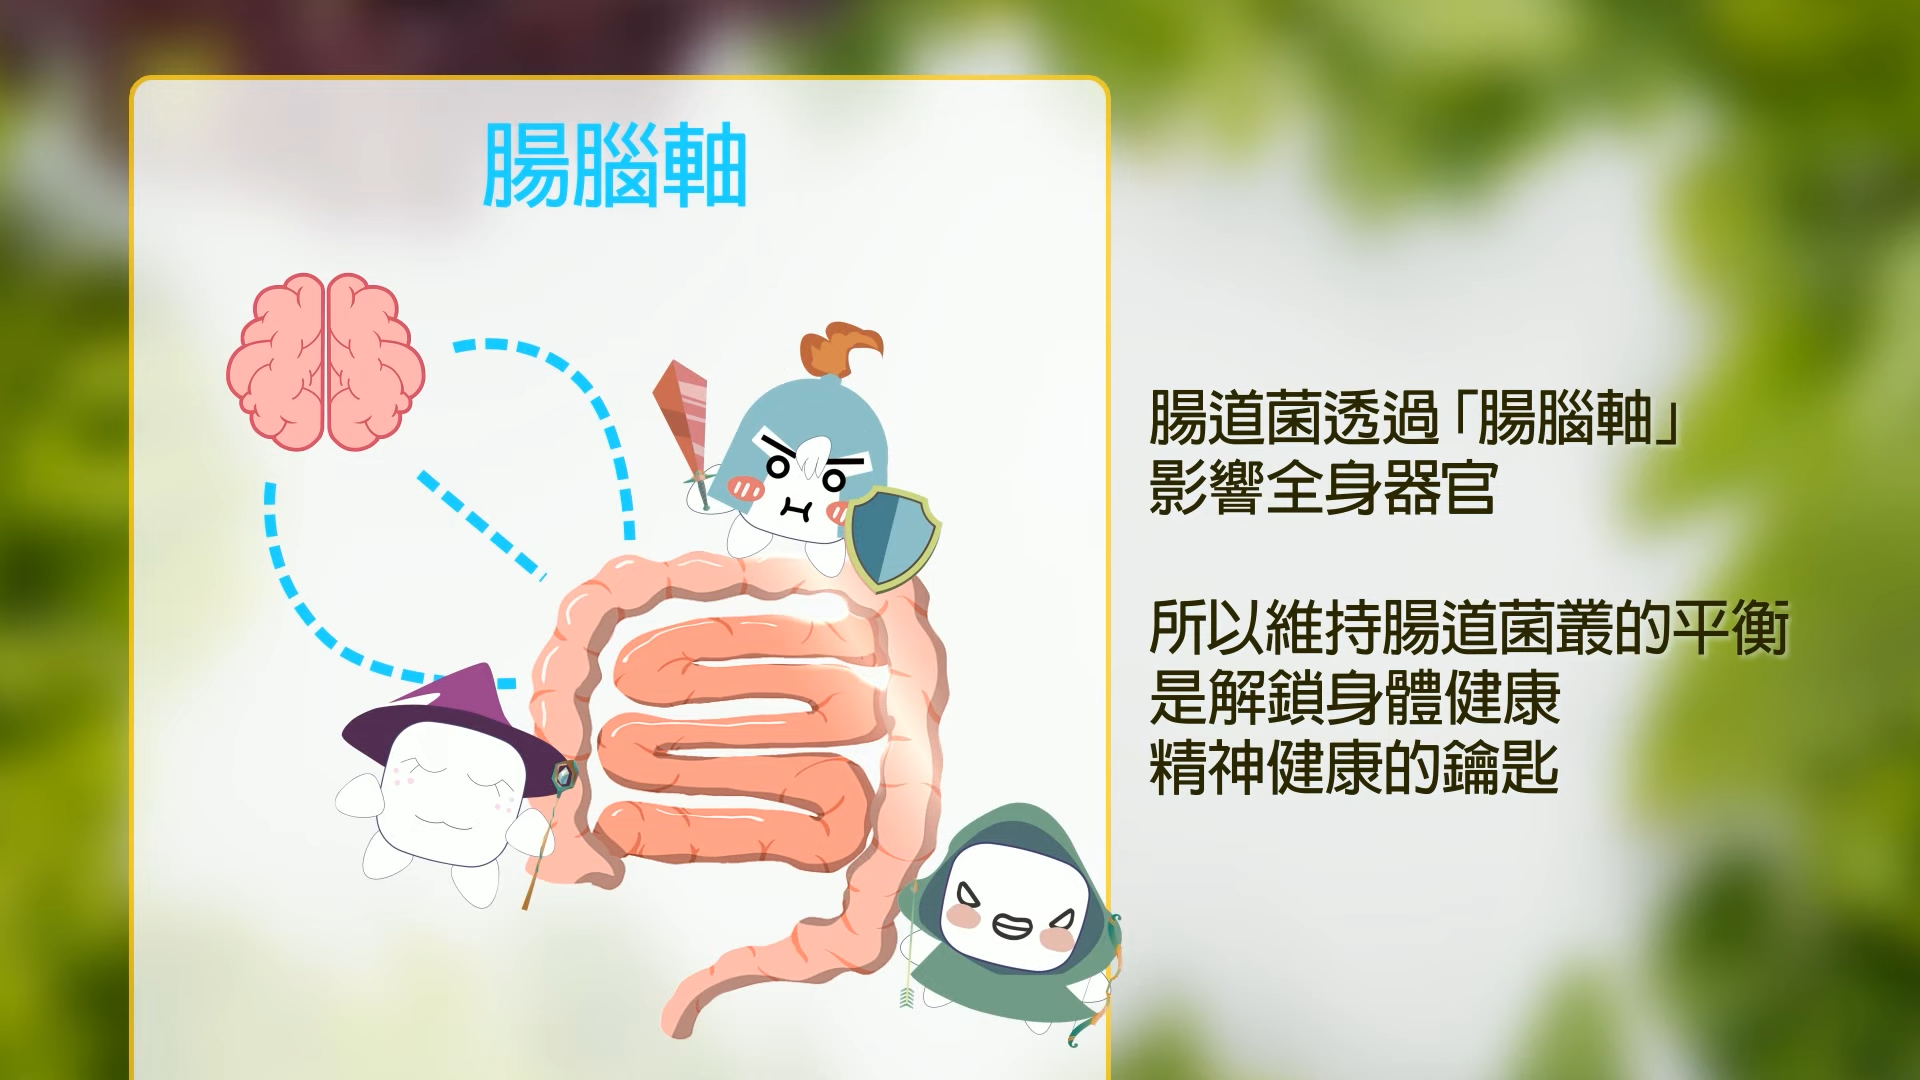 腸腦軸
腸道菌透過「腸腦軸」
影響全身器官
所以維持腸道菌叢的平衡
是解鎖身體健康
精神健康的鑰匙